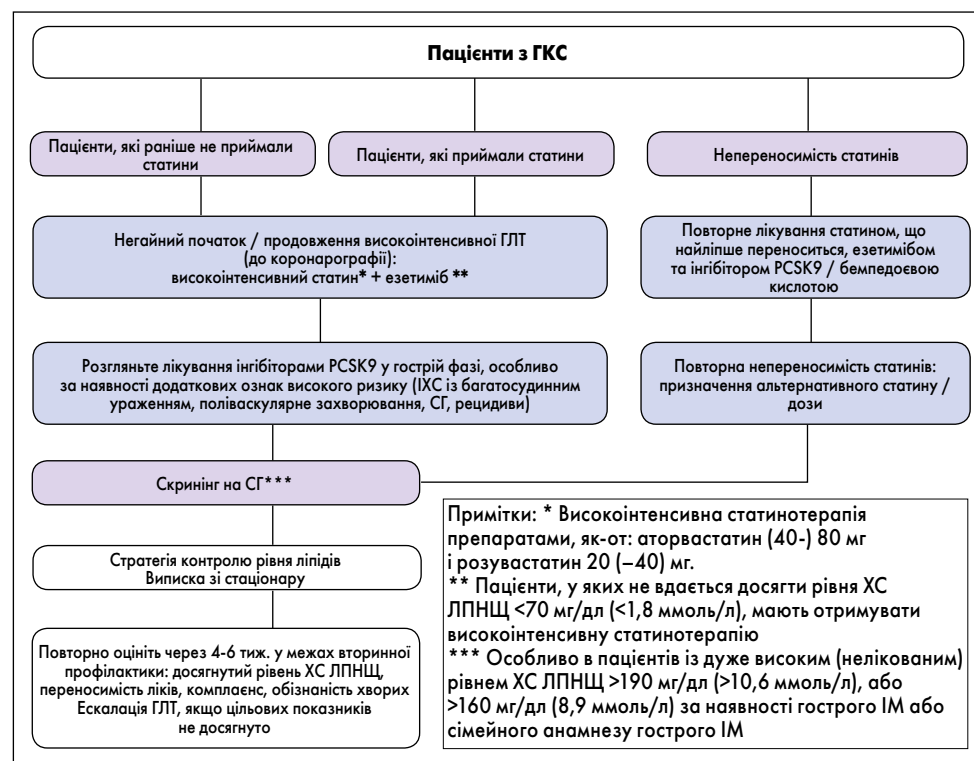 Пацієнти з ГКС
Пацієнти, які раніше не приймали
статини
Пацієнти, які приймали статини
Непереносимість статинів
Негайний початок / продовження високоінтенсивної ГЛТ
(до коронарографії):
високоінтенсивний статин* + езетиміб **
Повторне лікування статином, що
найліпше переноситься, езетимібом
та інгібітором PCSK9 / бемпедоєвою
кислотою
Розгляньте лікування інгібіторами PCSK9 у гострій фазі, особливо
за наявності додаткових ознак високого ризику (ІХС із багатосудинним
ураженням, поліваскулярне захворювання, СГ, рецидиви)
Повторна непереносимість статинів:
призначення альтернативного статину /
дози
Скринінг на СГ***
Стратегія контролю рівня ліпідів
Виписка зі стаціонару
Повторно оцініть через 4-6 тиж. у межах вторинної
профілактики: досягнутий рівень ХС ЛПНЩ,
переносимість ліків, комплаєнс, обізнаність хворих
Ескалація ГЛТ, якщо цільових показників
не досягнуто
Примітки: * Високоінтенсивна статинотерапія
препаратами, як-от: аторвастатин (40-) 80 мг
і розувастатин 20 (–40) мг.
** Пацієнти, у яких не вдається досягти рівня ХС
ЛПНЩ <70 мг/дл (<1,8 ммоль/л), мають отримувати
високоінтенсивну статинотерапію
*** Особливо в пацієнтів із дуже високим (нелікованим)
рівнем ХС ЛПНЩ >190 мг/дл (>10,6 ммоль/л), або
>160 мг/дл (8,9 ммоль/л) за наявності гострого ІМ або
сімейного анамнезу гострого ІМ